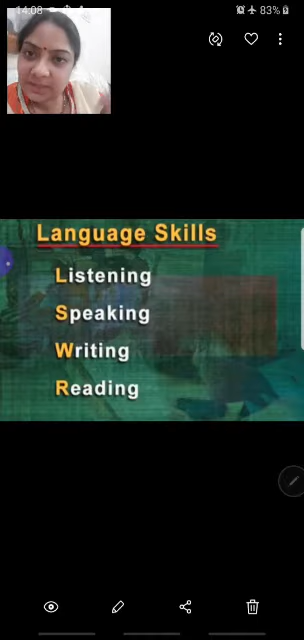 14:08
83%
Language Skills
Listening
Speaking
Writing
Reading